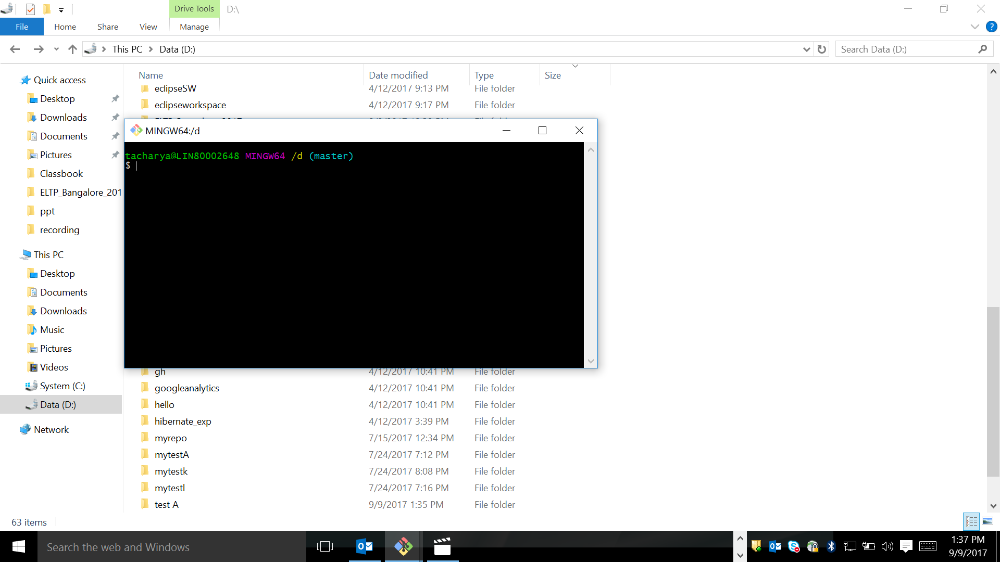 Drive Tools D:\
File Home Share View Manage
This PC Data (D:) Search Data (D:)
Name Date modified Type Size
Quick access
Desktop
Downloads
Documents
Pictures
Classbook
ELTP_Bangalore_201
ppt
recording
This PC
Desktop
Documents
Downloads
Music
Pictures
Videos
System (C:)
Data (D:)
Network
eclipseSW 4/12/2017 9:13 PM File folder
eclipseworkspace 4/12/2017 9:17 PM File folder
MINGW64:/d
tacharya@LIN80002648 MINGW64 /d (master)
$
gh 4/12/2017 10:41 PM File folder
googleanalytics 4/12/2017 10:41 PM File folder
hello 4/12/2017 10:41 PM File folder
hibernate_exp 4/12/2017 3:39 PM File folder
myrepo 7/15/2017 12:34 PM File folder
mytestA 7/24/2017 7:12 PM File folder
mytestk 7/24/2017 8:08 PM File folder
mytestl 7/24/2017 7:16 PM File folder
test A 9/9/2017 1:35 PM File folder
63 items
Search the web and Windows
1:37 PM
9/9/2017